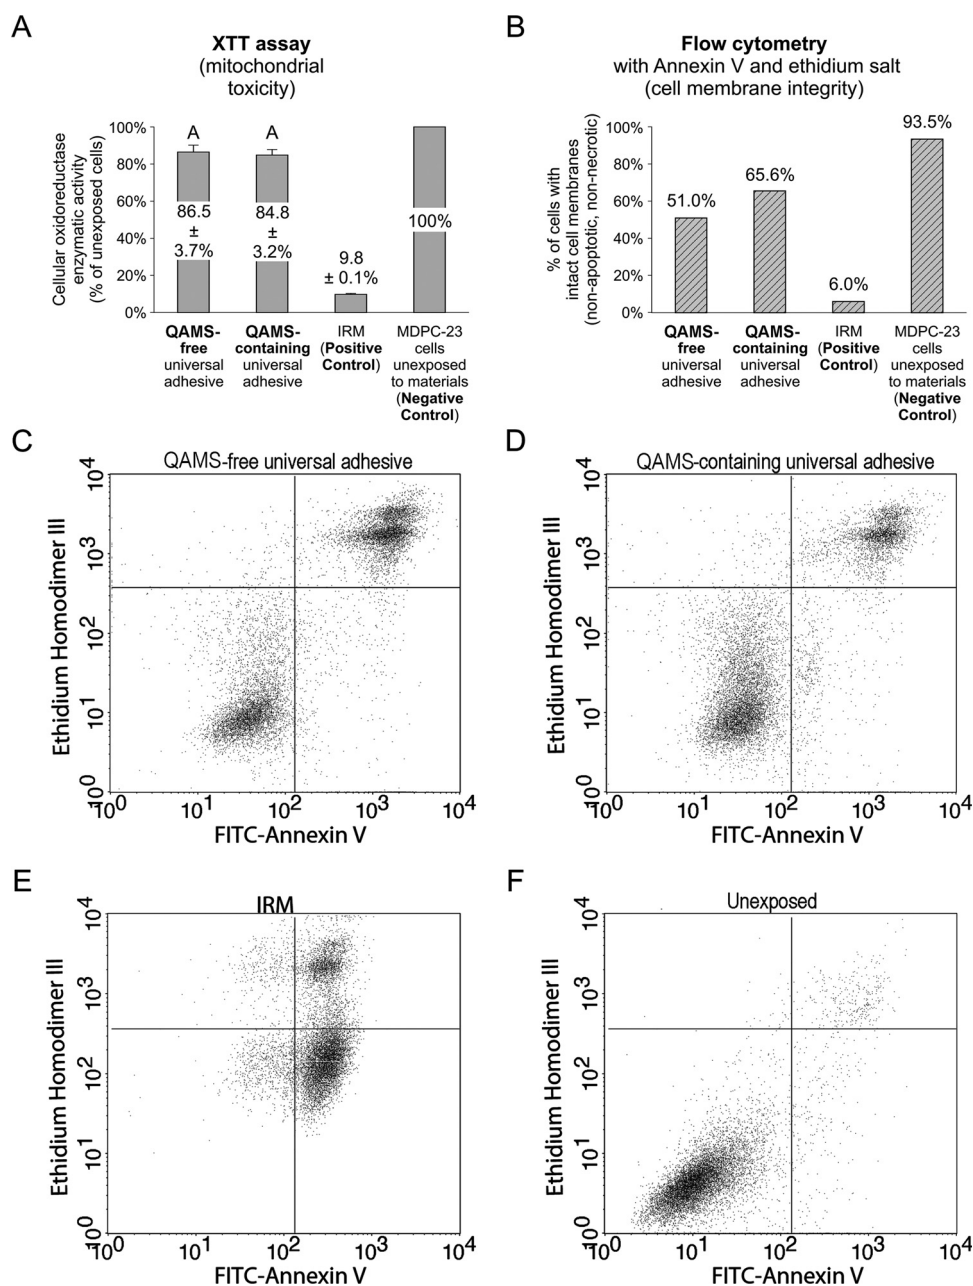 A
XTT assay
(mitochondrial
toxicity)
Cellular oxidoreductase
enzymatic activity
(% of unexposed cells)
100%
80%
60%
40%
20%
0%
A
A
86.5
±
3.7%
84.8
±
3.2%
9.8
± 0.1%
100%
QAMS-
free
universal
adhesive
QAMS-
containing
universal
adhesive
IRM
(Positive
Control)
MDPC-23
cells
unexposed
to materials
(Negative
Control)
B
Flow cytometry
with Annexin V and ethidium salt
(cell membrane integrity)
% of cells with
intact cell membranes
(non-apoptotic, non-necrotic)
100%
80%
60%
40%
20%
0%
51.0%
65.6%
6.0%
93.5%
QAMS-
free
universal
adhesive
QAMS-
containing
universal
adhesive
IRM
(Positive
Control)
MDPC-23
cells
unexposed
to materials
(Negative
Control)
C
QAMS-free universal adhesive
Ethidium Homodimer III
10⁴
10³
10²
10¹
10⁰
10⁰ 10¹ 10² 10³ 10⁴
FITC-Annexin V
D
QAMS-containing universal adhesive
Ethidium Homodimer III
10⁴
10³
10²
10¹
10⁰
10⁰ 10¹ 10² 10³ 10⁴
FITC-Annexin V
E
IRM
Ethidium Homodimer III
10⁴
10³
10²
10¹
10⁰
10⁰ 10¹ 10² 10³ 10⁴
FITC-Annexin V
F
Unexposed
Ethidium Homodimer III
10⁴
10³
10²
10¹
10⁰
10⁰ 10¹ 10² 10³ 10⁴
FITC-Annexin V